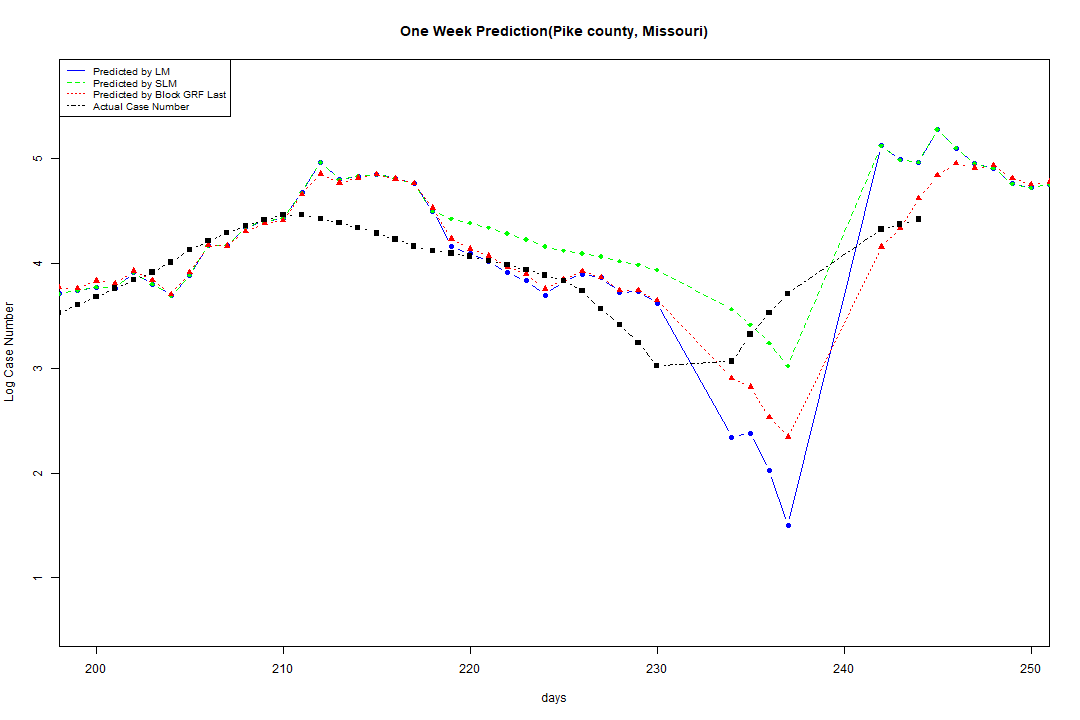 One Week Prediction(Pike county, Missouri)
Predicted by LM
Predicted by SLM
Predicted by Block GRF Last
Actual Case Number
Log Case Number
5
4
3
2
1
200 210 220 230 240 250
days